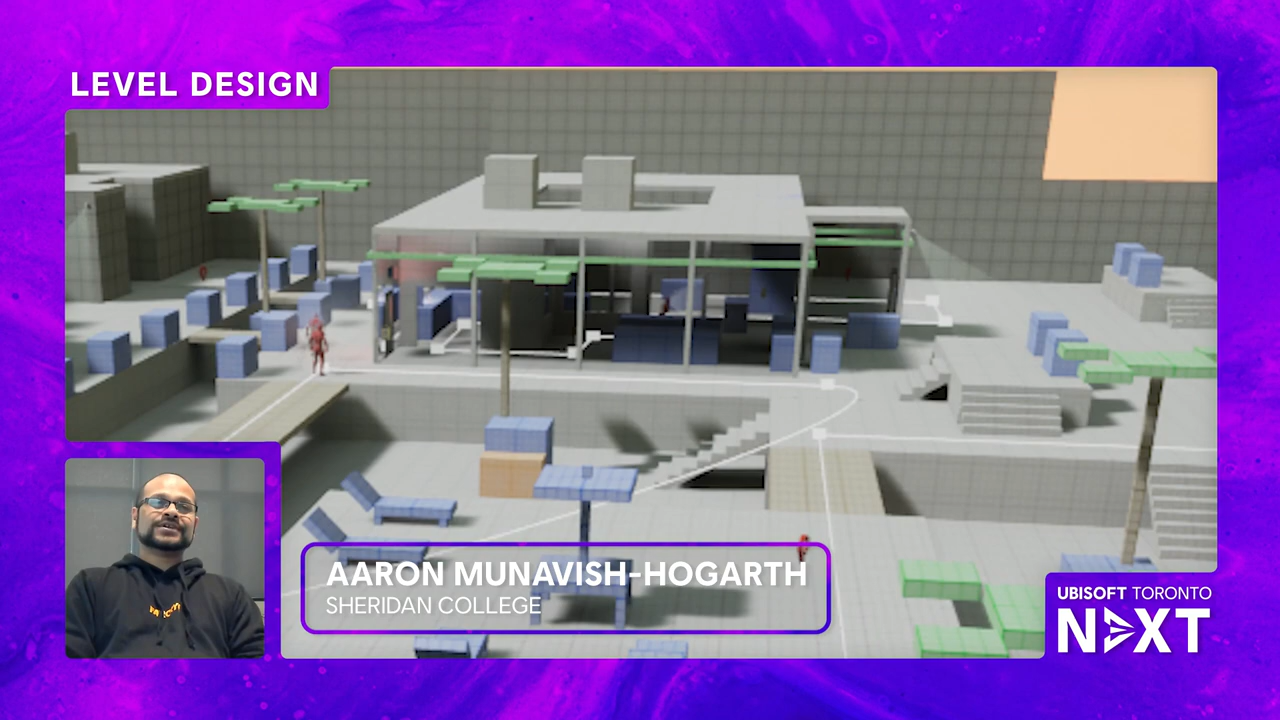 LEVEL DESIGN
AARON MUNAVISH-HOGARTH
SHERIDAN COLLEGE
UBISOFT TORONTO
NEXT